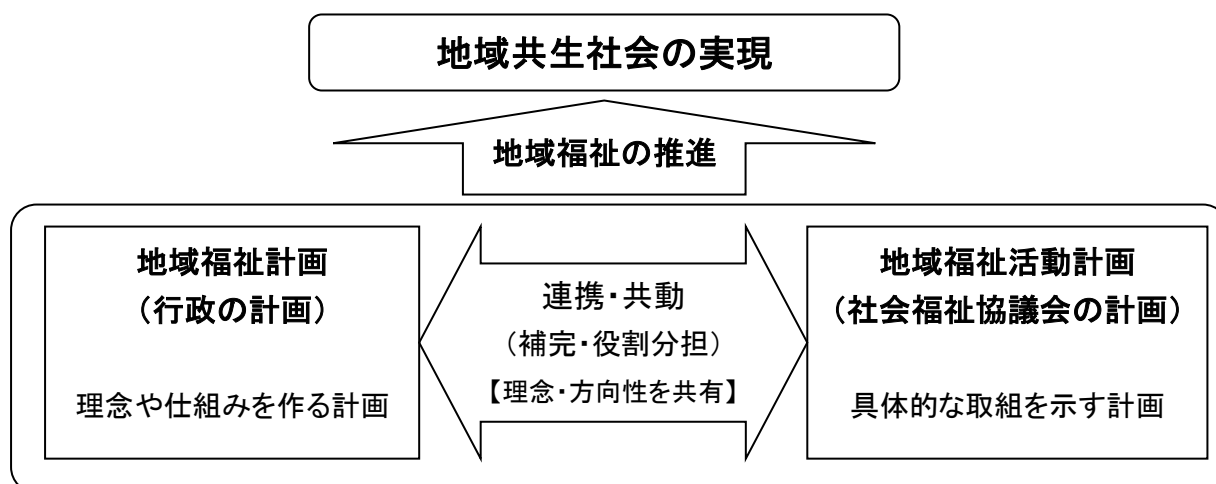 地域共生社会の実現
地域福祉の推進
地域福祉計画
（行政の計画）
理念や仕組みを作る計画
連携・共動
（補完・役割分担）
【理念・方向性を共有】
地域福祉活動計画
（社会福祉協議会の計画）
具体的な取組を示す計画